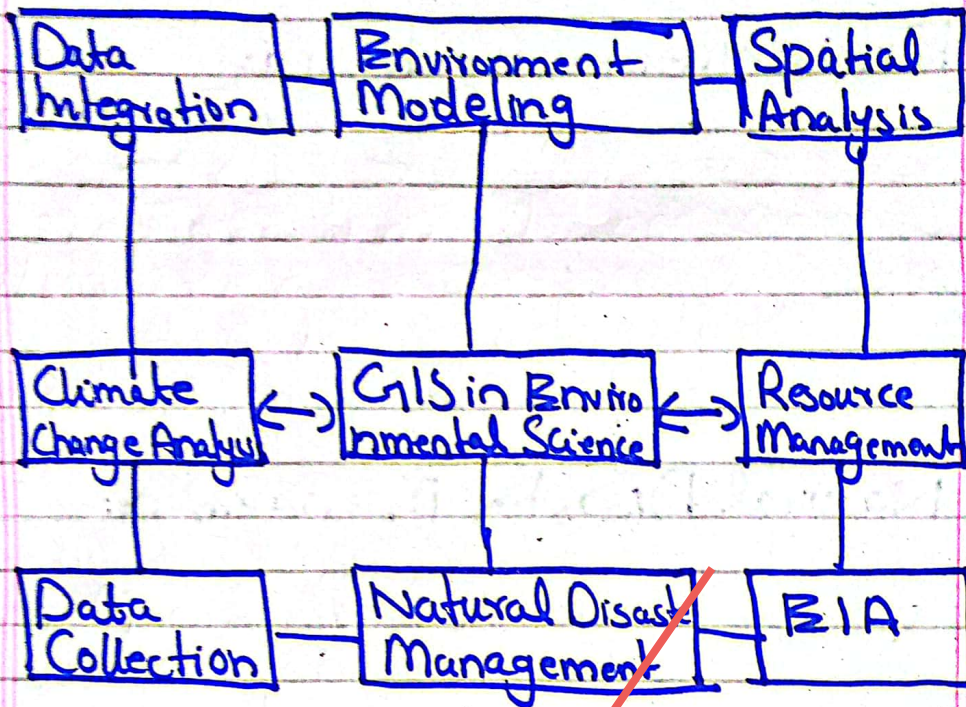 Data
Integration
Environment
Modeling
Spatial
Analysis
Climate
Change Analysis
GIS in Enviro
nmental Science
Resource
Management
Data
Collection
Natural Disast
Management
EIA